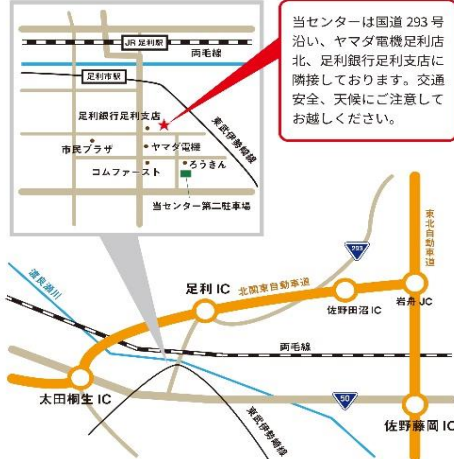 当センターは国道 293 号
沿い、ヤマダ電機足利店
北、足利銀行足利支店に
隣接しております。交通
安全、天候にご注意して
お越しください。
JR 足利駅
両毛線
足利市駅
足利銀行足利支店
東武伊勢崎線
市民プラザ
ヤマダ電機
コムファースト
ろうきん
当センター第二駐車場
東北自動車道
293
渡良瀬川
足利 IC
北関東自動車道
佐野田沼 IC
岩舟 JC
両毛線
太田桐生 IC
50
佐野藤岡 IC
東武伊勢崎線